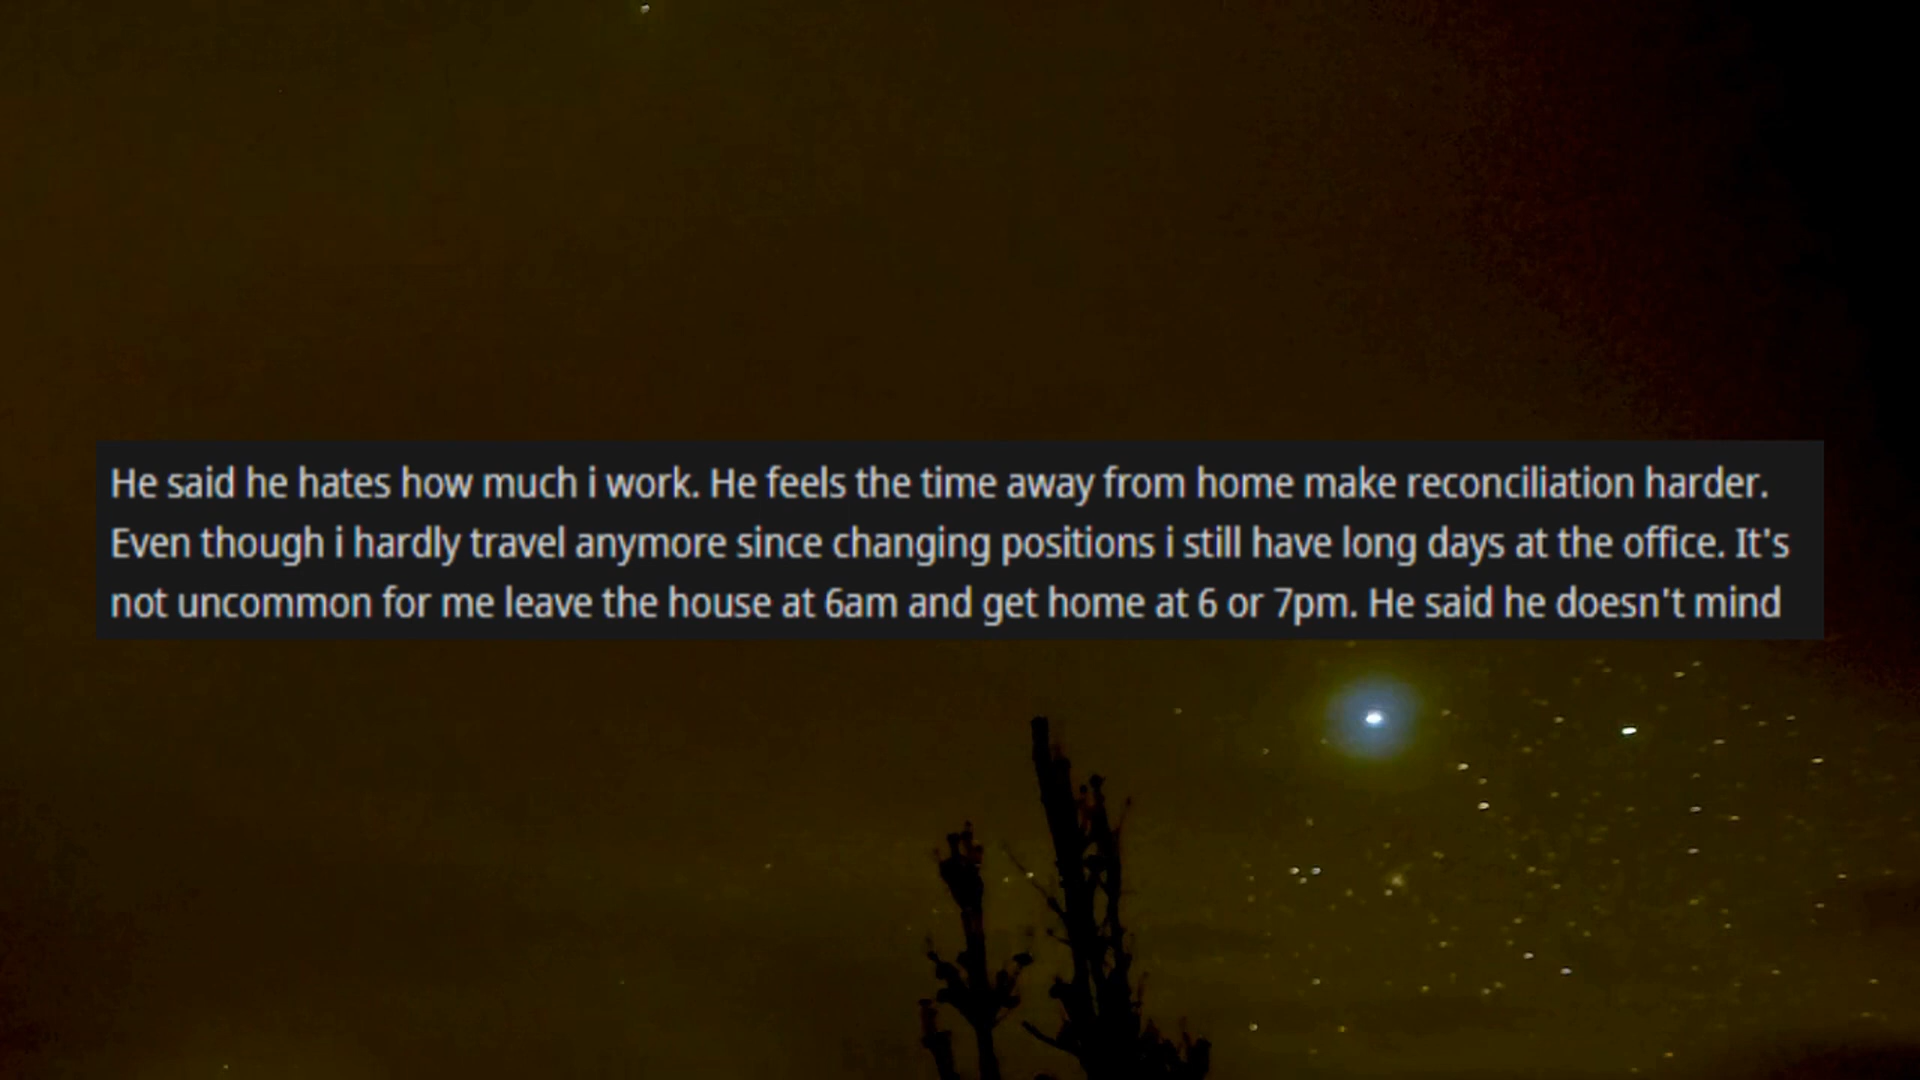 He said he hates how much i work. He feels the time away from home make reconciliation harder.
Even though i hardly travel anymore since changing positions i still have long days at the office. It's
not uncommon for me leave the house at 6am and get home at 6 or 7pm. He said he doesn't mind